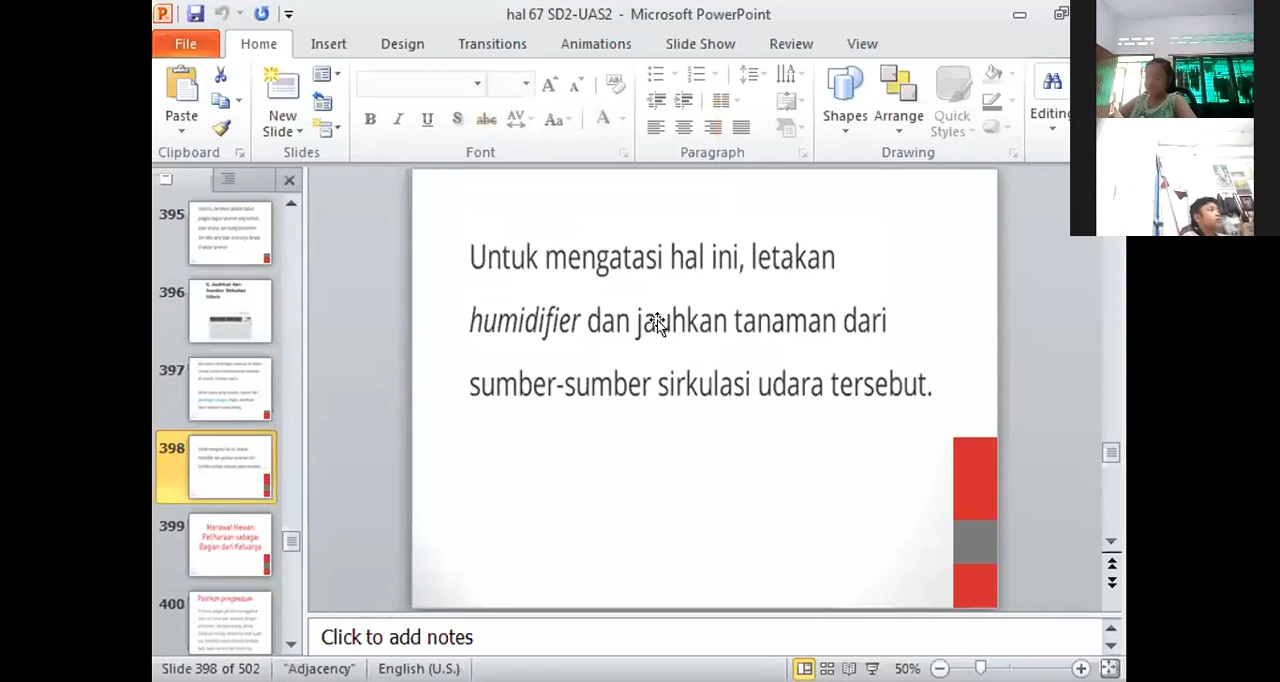 hal 67 SD2-UAS2 - Microsoft PowerPoint
File Home Insert Design Transitions Animations Slide Show Review View
Paste
New
Slide
Shapes Arrange Quick
Styles
Editing
Clipboard Slides Font Paragraph Drawing
395
396
397
398
399
Merawat Hewan
Peliharaan sebagai
Bagian dari Keluarga
400
Untuk mengatasi hal ini, letakan
humidifier dan jauhkan tanaman dari
sumber-sumber sirkulasi udara tersebut.
Click to add notes
Slide 398 of 502 "Adjacency" English (U.S.) 50%